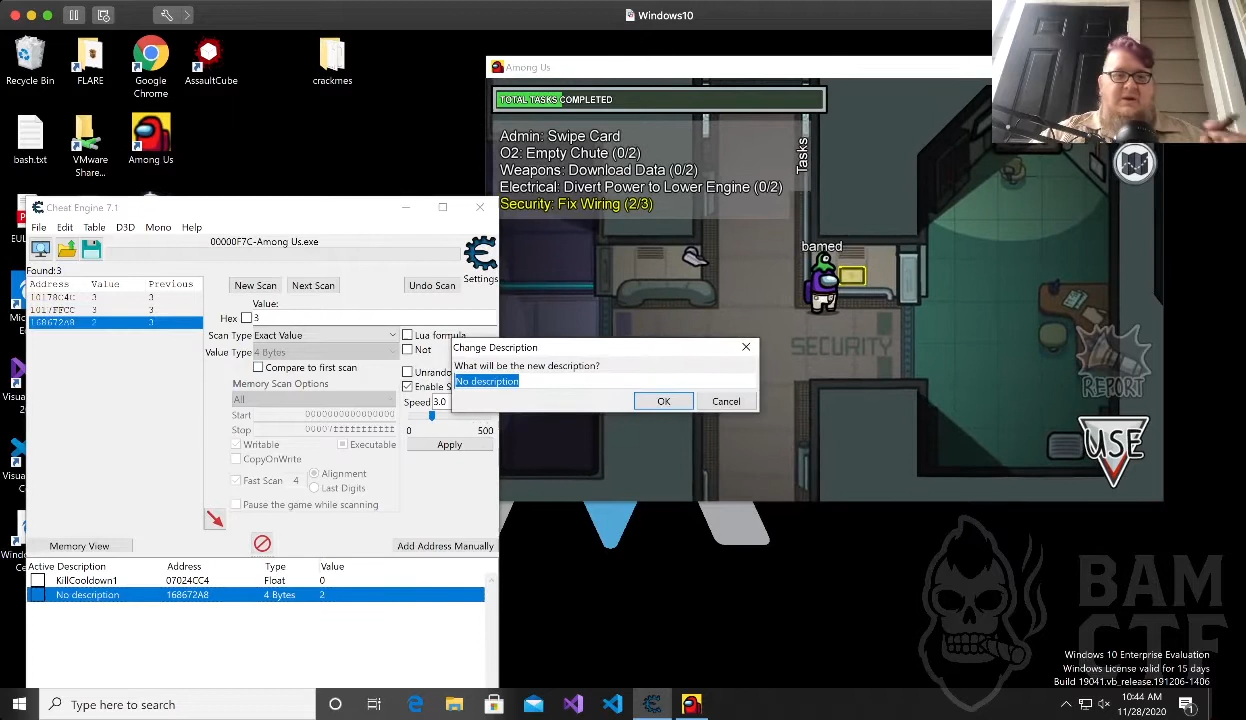 Windows10
Recycle Bin
FLARE
Google
Chrome
AssaultCube
crackmes
bash.txt
VMware
Share...
Among Us
Among Us
TOTAL TASKS COMPLETED
Admin: Swipe Card
O2: Empty Chute (0/2)
Weapons: Download Data (0/2)
Electrical: Divert Power to Lower Engine (0/2)
Security: Fix Wiring (2/3)
Tasks
bamed
SECURITY
REPORT
USE
Cheat Engine 7.1
File Edit Table D3D Mono Help
00000F7C-Among Us.exe
Found:3
Address Value Previous
10178C4C 3 3
1017FFCC 3 3
168672A8 2 3
New Scan Next Scan Undo Scan
Settings
Value:
Hex 3
Scan Type Exact Value
Lua formula
Value Type 4 Bytes
Not
Compare to first scan
Unrando
Memory Scan Options
Enable S
All
Speed 3.0
Start 0000000000000000
Stop 00007fffffffffff
0 500
Writable Executable
Apply
CopyOnWrite
Fast Scan 4
Alignment
Last Digits
Pause the game while scanning
Memory View
Add Address Manually
Active Description Address Type Value
KillCooldown1 07024CC4 Float 0
No description 168672A8 4 Bytes 2
Change Description
What will be the new description?
No description
OK Cancel
EUL
Micr
Visua
Visua
Windo
BAM
CTF
Windows 10 Enterprise Evaluation
Windows License valid for 15 days
Build 19041.vb_release.191206-1406
Type here to search
10:44 AM
11/28/2020